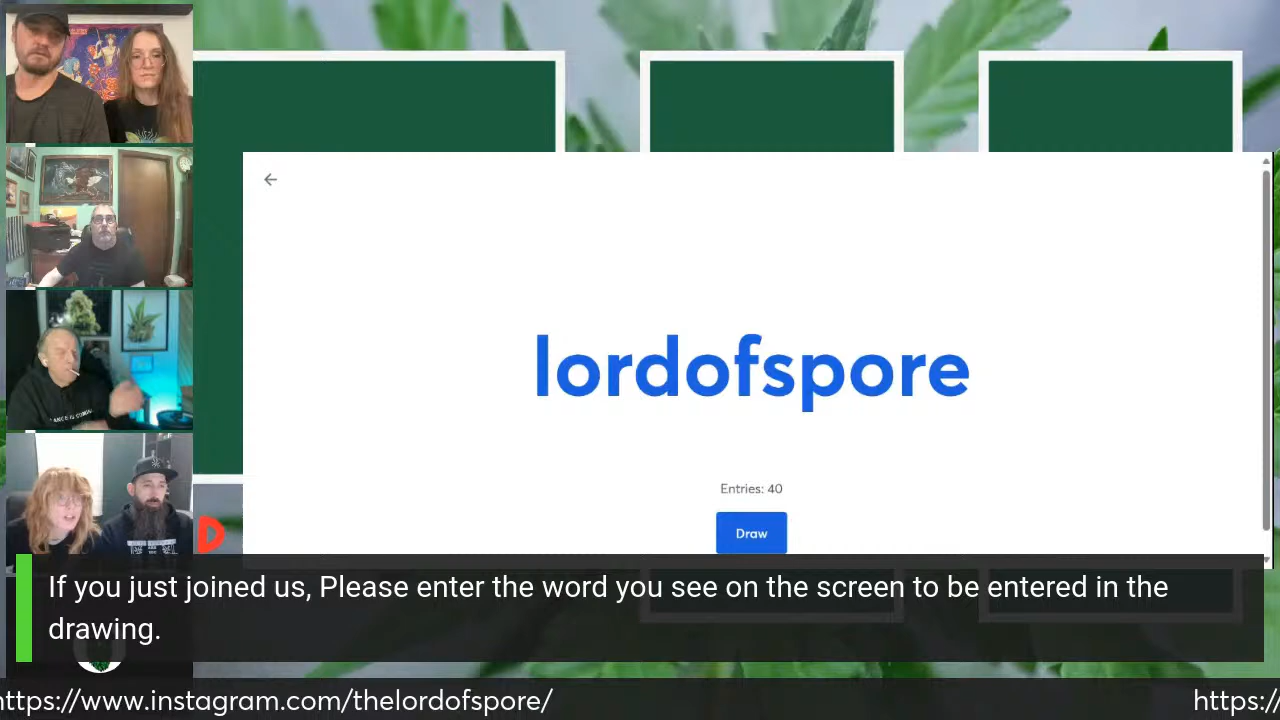 lordofspore
Entries: 40
Draw
D
If you just joined us, Please enter the word you see on the screen to be entered in the
drawing.
ttps://www.instagram.com/thelordofspore/ https:/